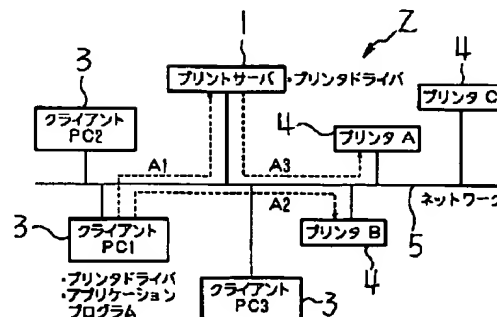 1
Z
プリントサーバ
・プリンタドライバ
4
プリンタ C
3
クライアント
PC2
4
プリンタ A
A1
A3
ネットワーク
A2
5
3
クライアント
PC1
プリンタ B
4
・プリンタドライバ
・アプリケーション
プログラム
クライアント
PC3
3